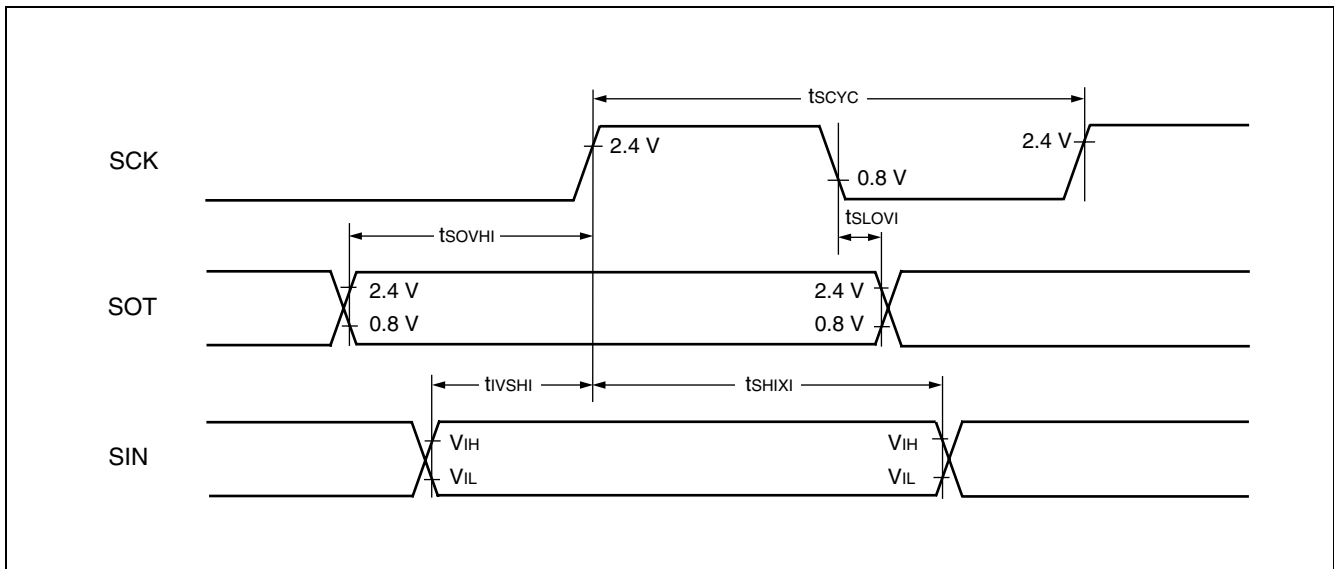 tSCYC
SCK
2.4 V
0.8 V
2.4 V
tSOVHI
tSLOVI
SOT
2.4 V
0.8 V
2.4 V
0.8 V
tIVSHI
tSHIXI
SIN
VIH
VIL
VIH
VIL